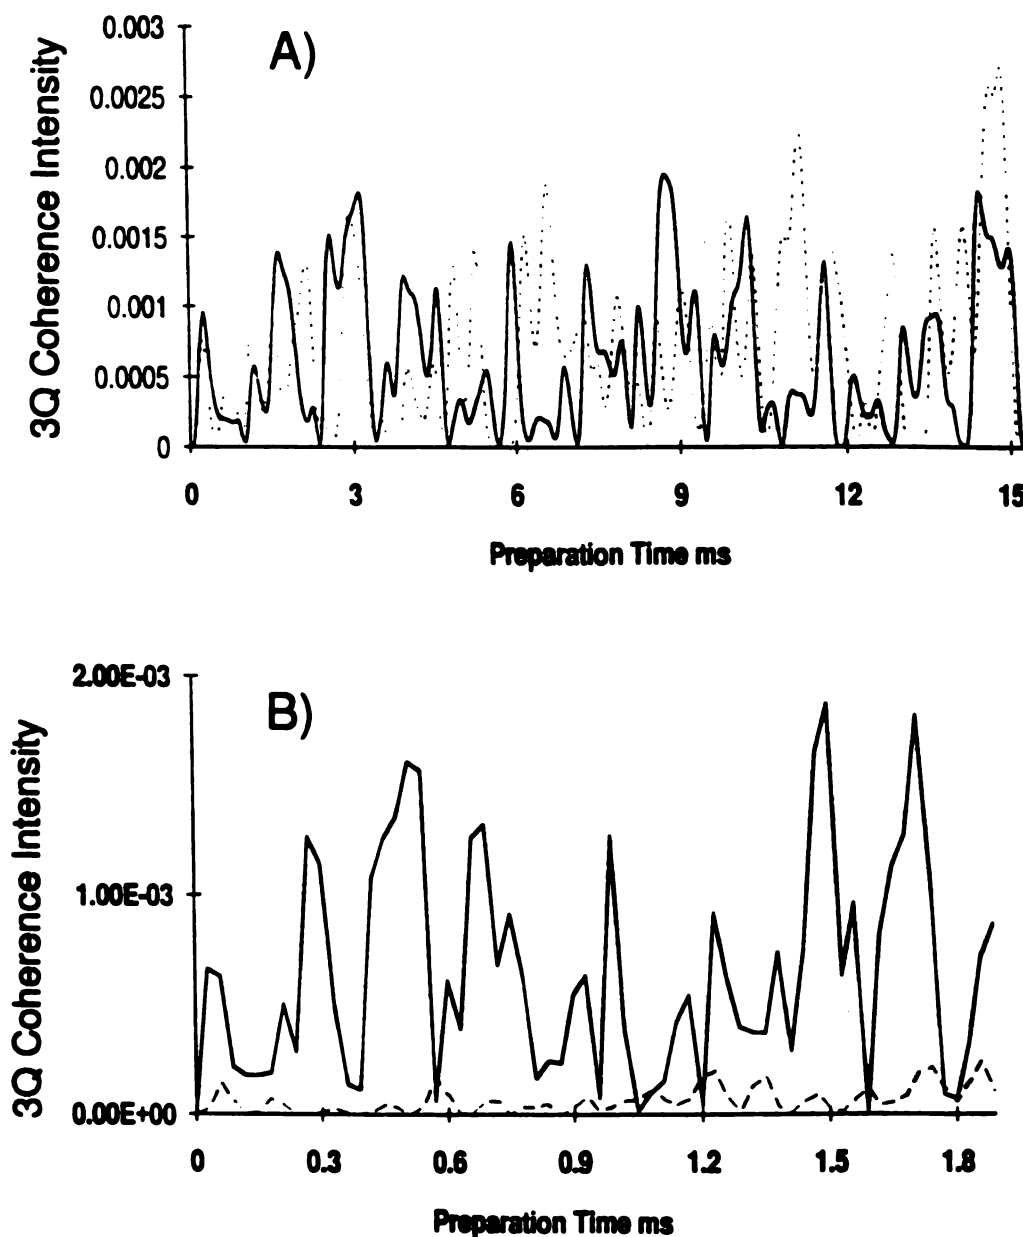 A)
3Q Coherence Intensity
0.003
0.0025
0.002
0.0015
0.001
0.0005
0
0 3 6 9 12 15
Preparation Time ms
B)
3Q Coherence Intensity
2.00E-03
1.00E-03
0.00E+00
0 0.3 0.6 0.9 1.2 1.5 1.8
Preparation Time ms